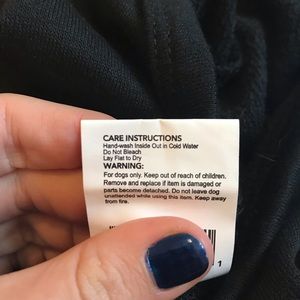 CARE INSTRUCTIONS
Hand-wash Inside Out in Cold Water
Do Not Bleach
Lay Flat to Dry
WARNING:
For dogs only. Keep out of reach of children.
Remove and replace if item is damaged or
parts become detached. Do not leave dog
unattended while using this item. Keep away
from fire.
1